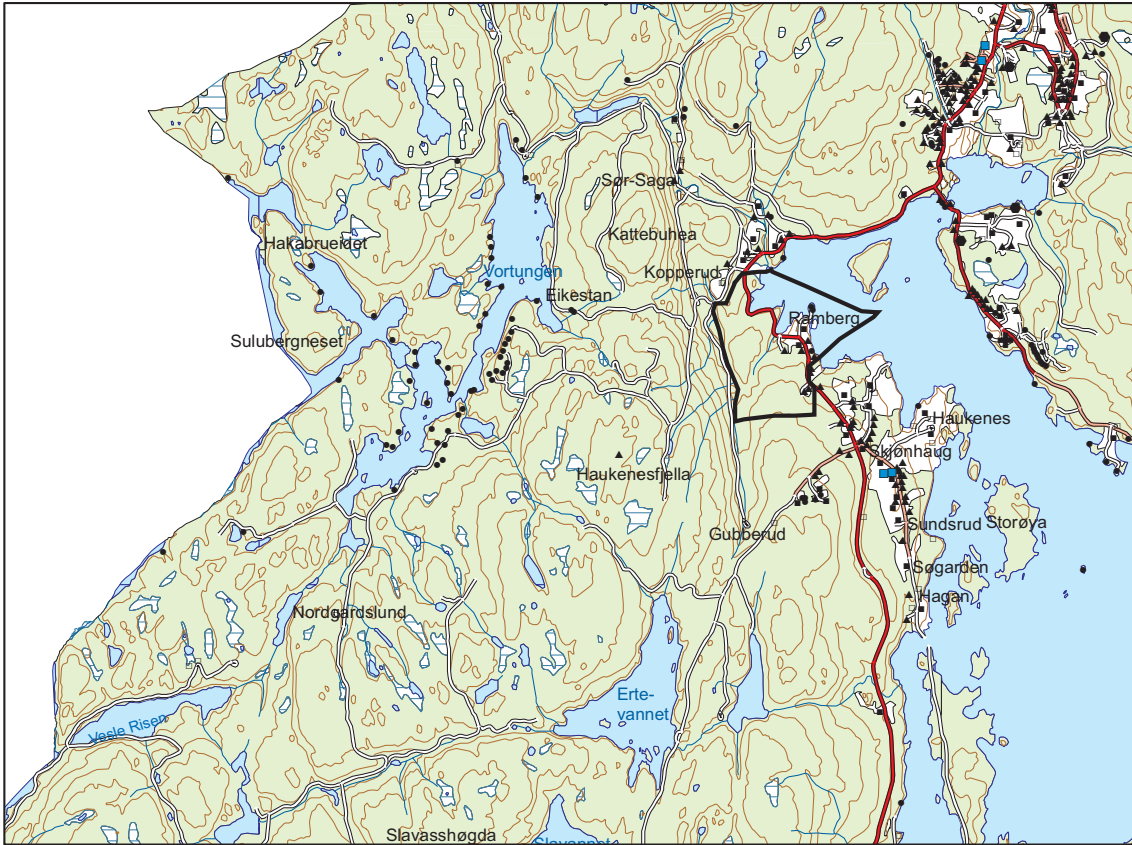 Sør-Saga
Kattebuhea
Hakabrueidet
Vortungen
Kopperud
Eikestan
Ramberg
Sulubergneset
Haukenes
Skjønhaug
Haukenesfjella
Gubberud
Sundsrud
Storøya
Søgarden
Hagan
Nordgardslund
Erte-
vannet
Vesle Risen
Slavasshøgda
Slavannet